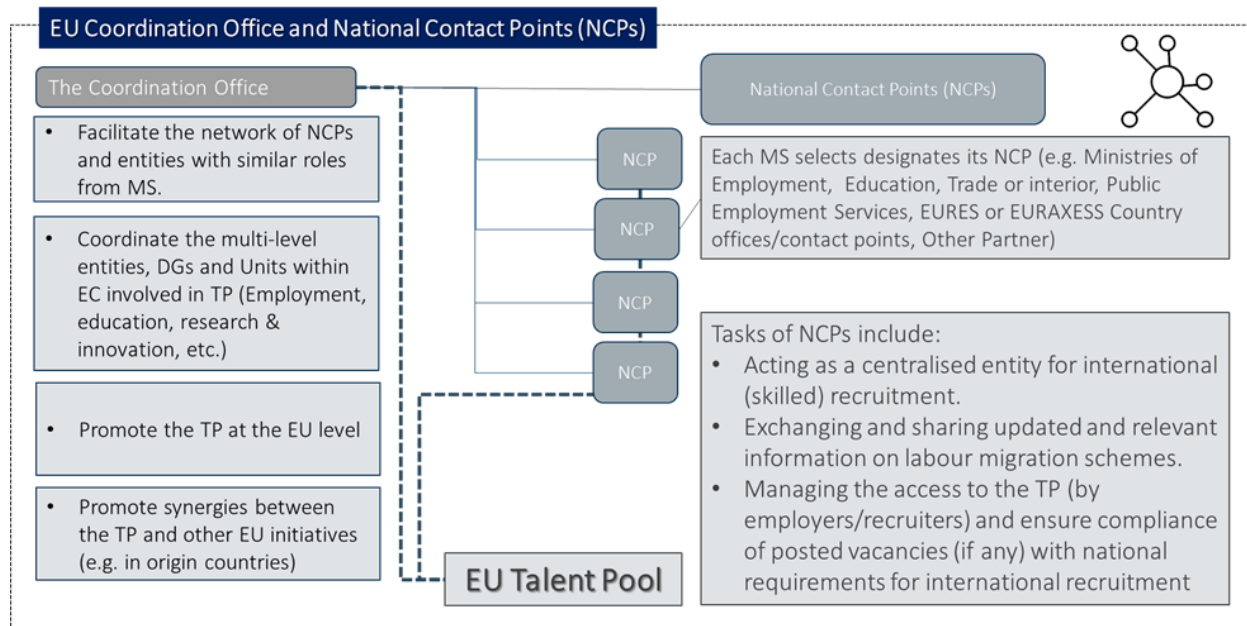 EU Coordination Office and National Contact Points (NCPs)
The Coordination Office
• Facilitate the network of NCPs
and entities with similar roles
from MS.
• Coordinate the multi-level
entities, DGs and Units within
EC involved in TP (Employment,
education, research &
innovation, etc.)
• Promote the TP at the EU level
• Promote synergies between
the TP and other EU initiatives
(e.g. in origin countries)
NCP
NCP
NCP
NCP
EU Talent Pool
National Contact Points (NCPs)
Each MS selects designates its NCP (e.g. Ministries of
Employment, Education, Trade or interior, Public
Employment Services, EURES or EURAXESS Country
offices/contact points, Other Partner)
Tasks of NCPs include:
• Acting as a centralised entity for international
(skilled) recruitment.
• Exchanging and sharing updated and relevant
information on labour migration schemes.
• Managing the access to the TP (by
employers/recruiters) and ensure compliance
of posted vacancies (if any) with national
requirements for international recruitment